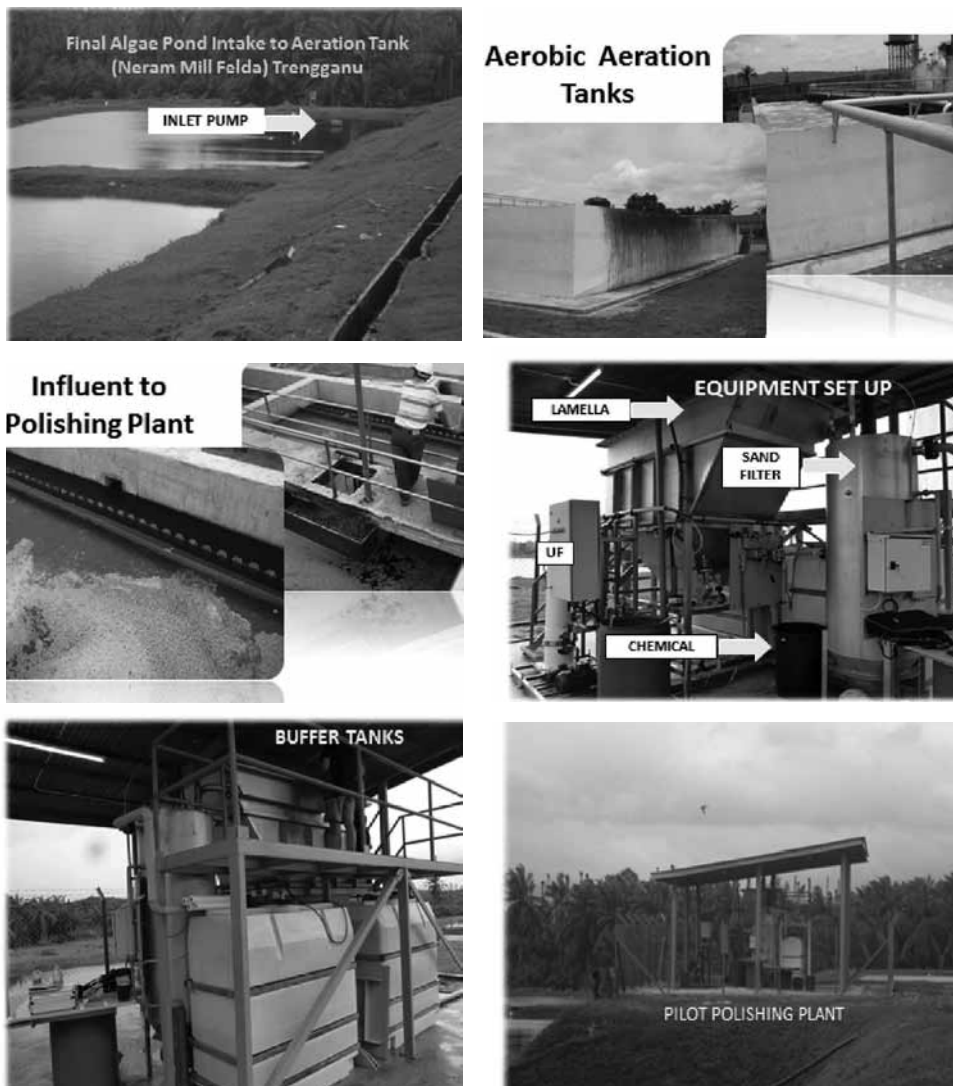 Final Algae Pond Intake to Aeration Tank
(Neram Mill Felda) Trengganu
INLET PUMP
Aerobic Aeration
Tanks
Influent to
Polishing Plant
EQUIPMENT SET UP
LAMELLA
SAND
FILTER
UF
CHEMICAL
BUFFER TANKS
PILOT POLISHING PLANT